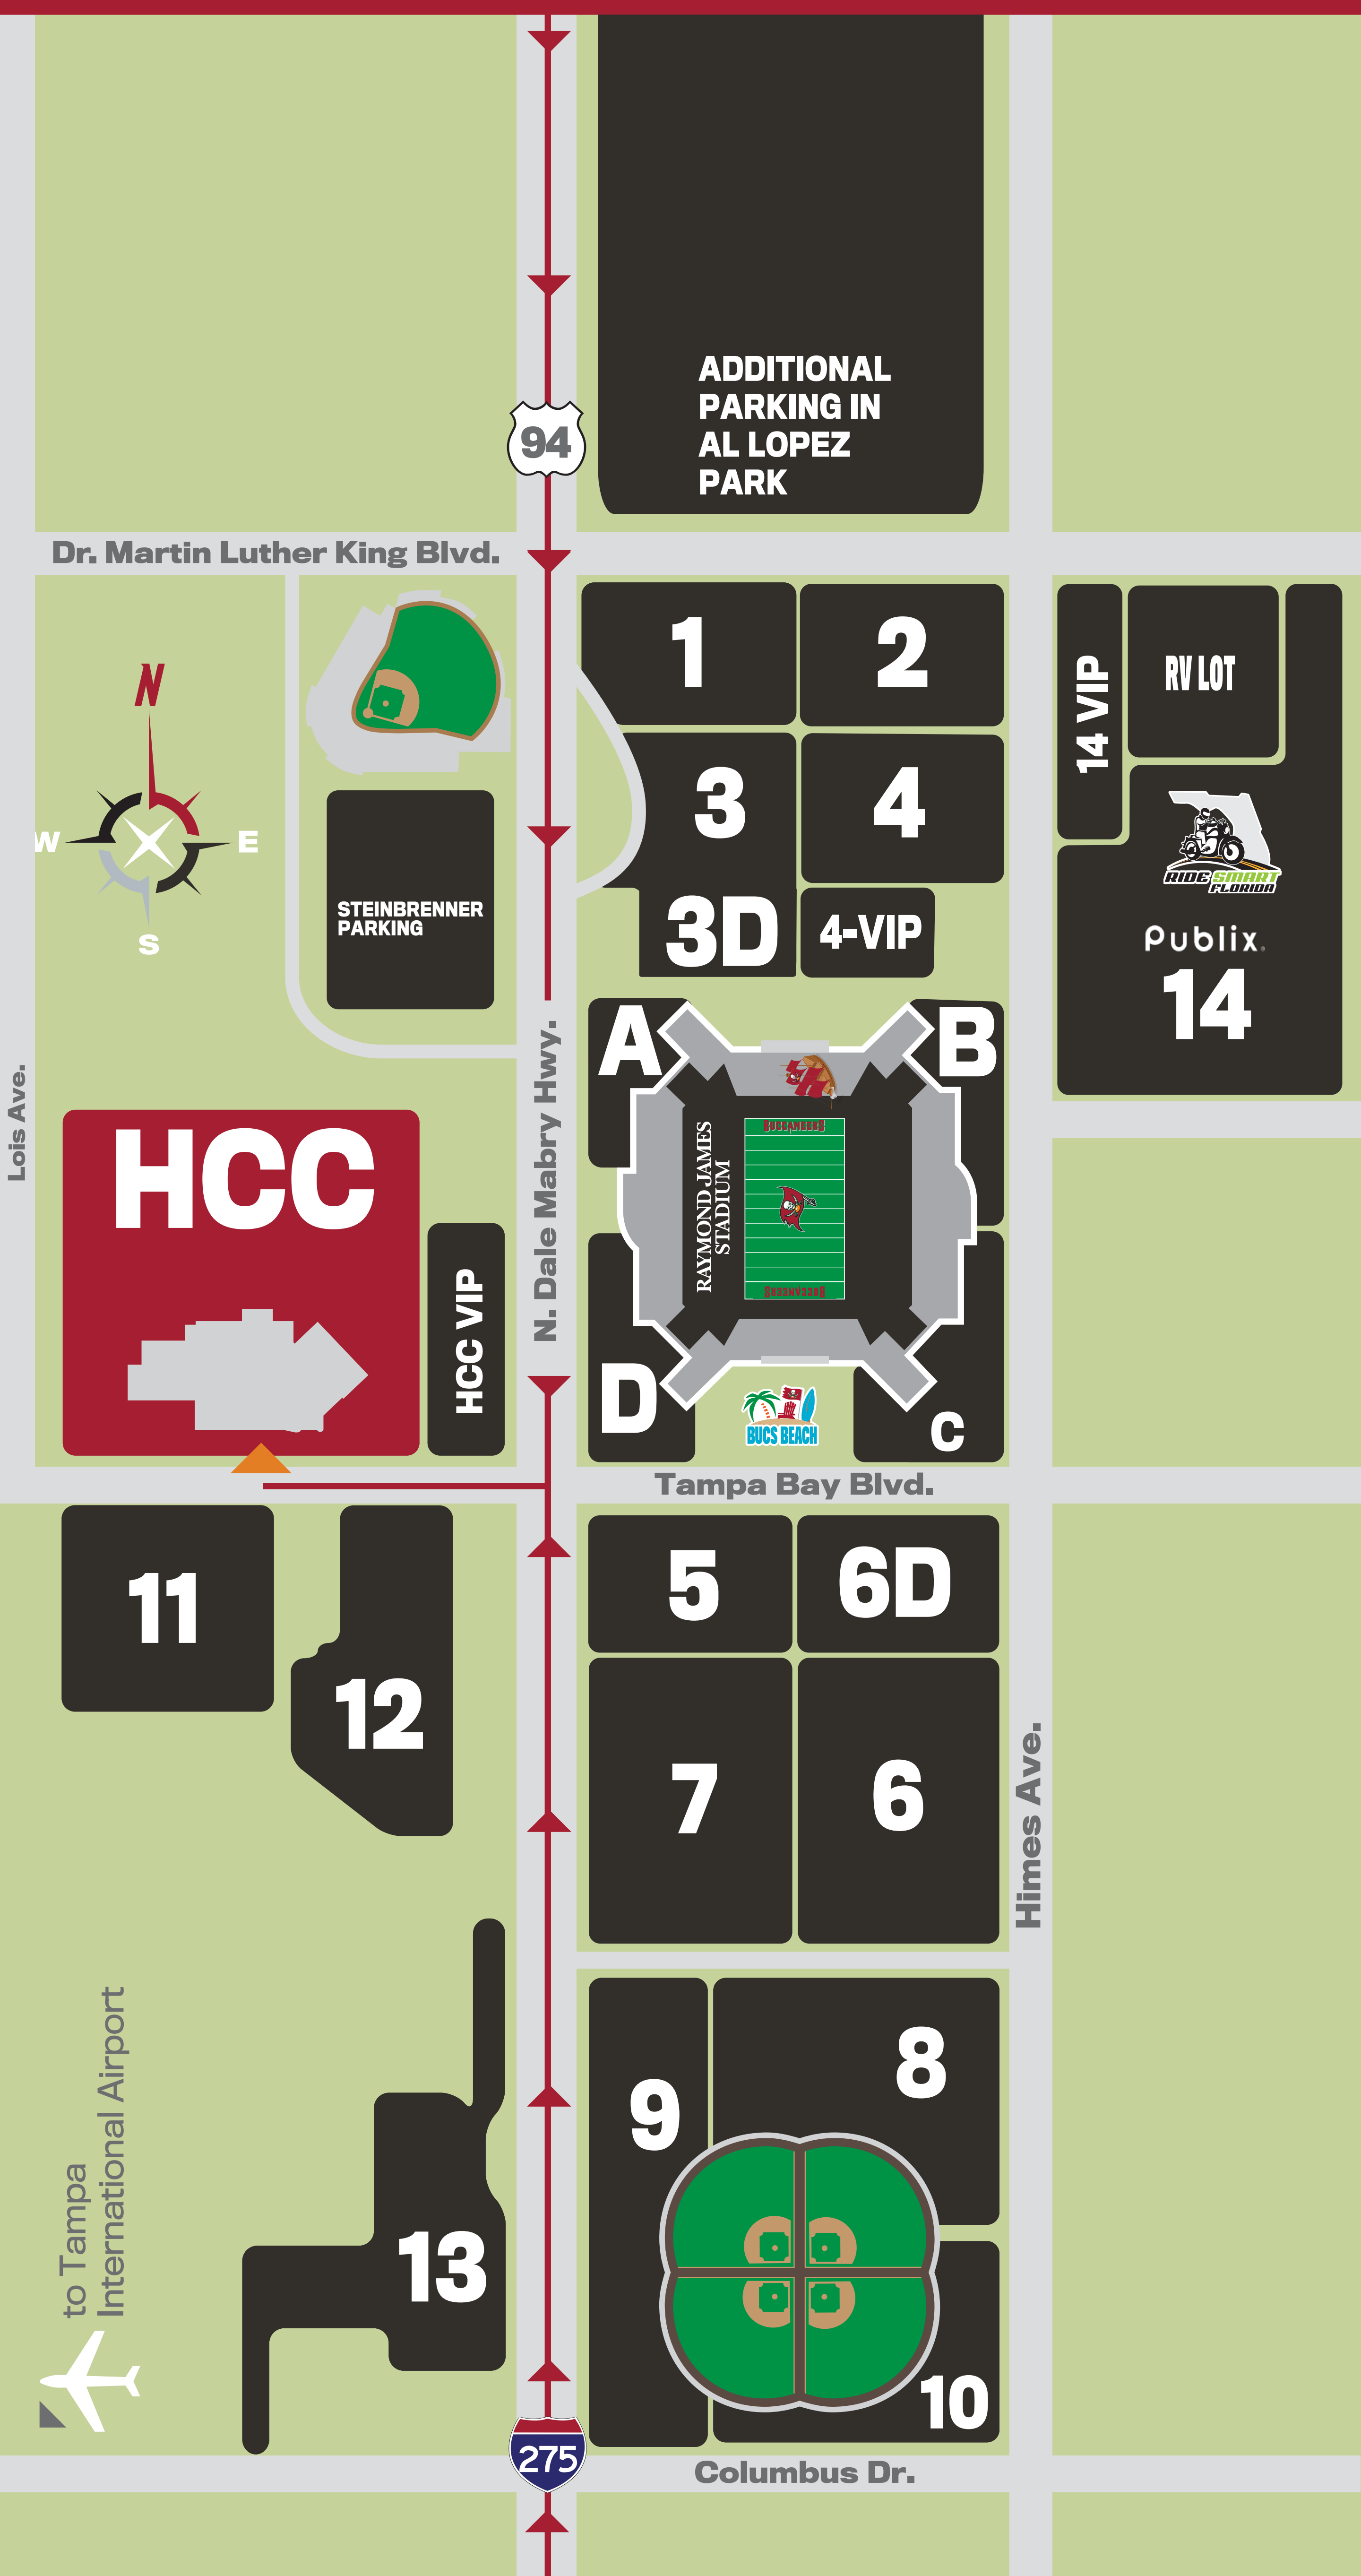 ADDITIONAL
PARKING IN
AL LOPEZ
PARK
94
Dr. Martin Luther King Blvd.
1
2
14 VIP
RV LOT
N
W
E
S
3
4
STEINBRENNER
PARKING
3D
4-VIP
RIDE SMART
FLORIDA
Publix®
14
A
B
N. Dale Mabry Hwy.
Lois Ave.
HCC
HCC VIP
BUCCANEERS
RAYMOND JAMES
STADIUM
BUCCANEERS
D
BUCS BEACH
C
Tampa Bay Blvd.
11
12
5
6D
7
6
Himes Ave.
to Tampa
International Airport
13
9
8
10
275
Columbus Dr.